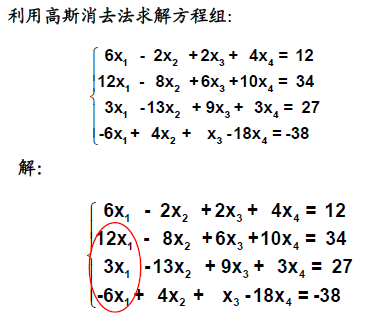 利用高斯消去法求解方程组:
6x₁ - 2x₂ +2x₃+ 4x₄ = 12
12x₁ - 8x₂ +6x₃ +10x₄ = 34
3x₁ -13x₂ + 9x₃+ 3x₄ = 27
-6x₁ + 4x₂ + x₃ -18x₄ = -38
解:
6x₁ - 2x₂ +2x₃+ 4x₄ = 12
12x₁ - 8x₂ +6x₃ +10x₄ = 34
3x₁ -13x₂ + 9x₃+ 3x₄ = 27
-6x₁ + 4x₂ + x₃ -18x₄ = -38